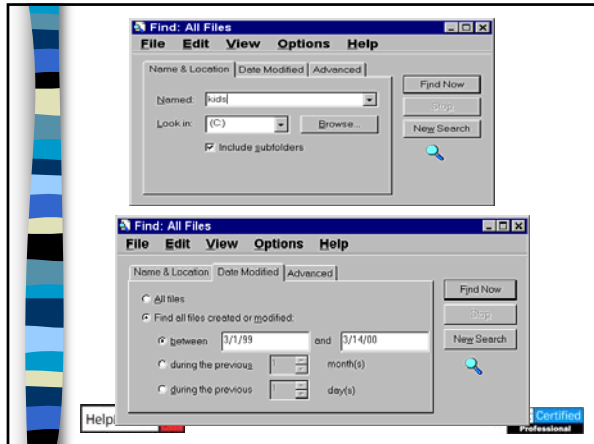 Find: All Files
File Edit View Options Help
Name & Location Date Modified Advanced
Named: kids
Look in: (C:) Browse...
Include subfolders
Find Now
Stop
New Search
Find: All Files
File Edit View Options Help
Name & Location Date Modified Advanced
All files
Find all files created or modified:
between 3/1/99 and 3/14/00
during the previous 1 month(s)
during the previous 1 day(s)
Find Now
Stop
New Search
Help
Certified
Professional